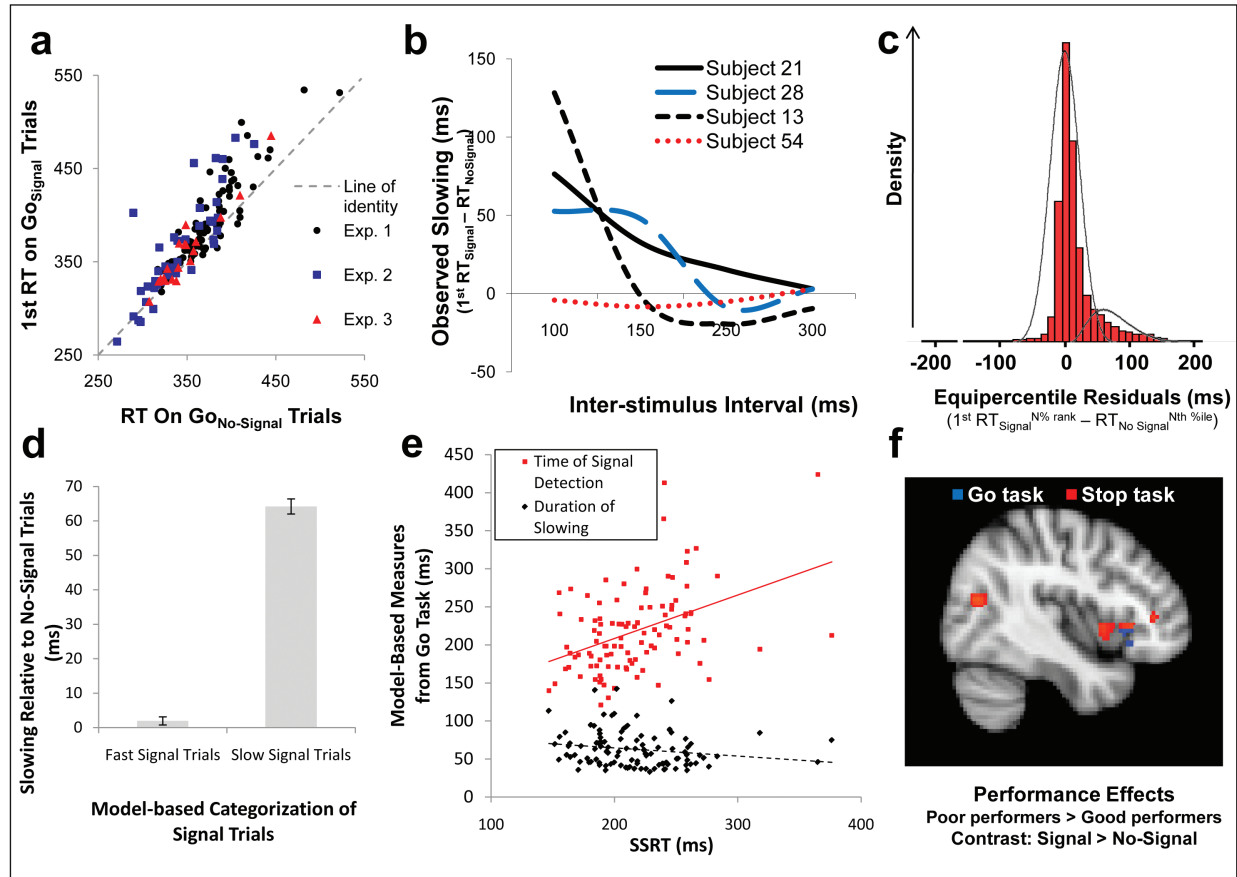 a
550
450
350
250
250
350
450
550
1st RT on GoSignal Trials
RT On GoNo-Signal Trials
Line of
identity
Exp. 1
Exp. 2
Exp. 3
b
150
100
50
0
-50
100
150
250
300
Observed Slowing (ms)
(1st RTSignal – RTNoSignal)
Inter-stimulus Interval (ms)
Subject 21
Subject 28
Subject 13
Subject 54
c
Density
-200
-100
0
100
200
Equipercentile Residuals (ms)
(1st RTSignal N% rank – RTNo Signal Nth %ile)
d
70
60
50
40
30
20
10
0
Slowing Relative to No-Signal Trials
(ms)
Fast Signal Trials
Slow Signal Trials
Model-based Categorization of
Signal Trials
e
450
400
350
300
250
200
150
100
50
0
100
200
300
400
Model-Based Measures
from Go Task (ms)
SSRT (ms)
Time of Signal
Detection
Duration of
Slowing
f
Go task
Stop task
Performance Effects
Poor performers > Good performers
Contrast: Signal > No-Signal